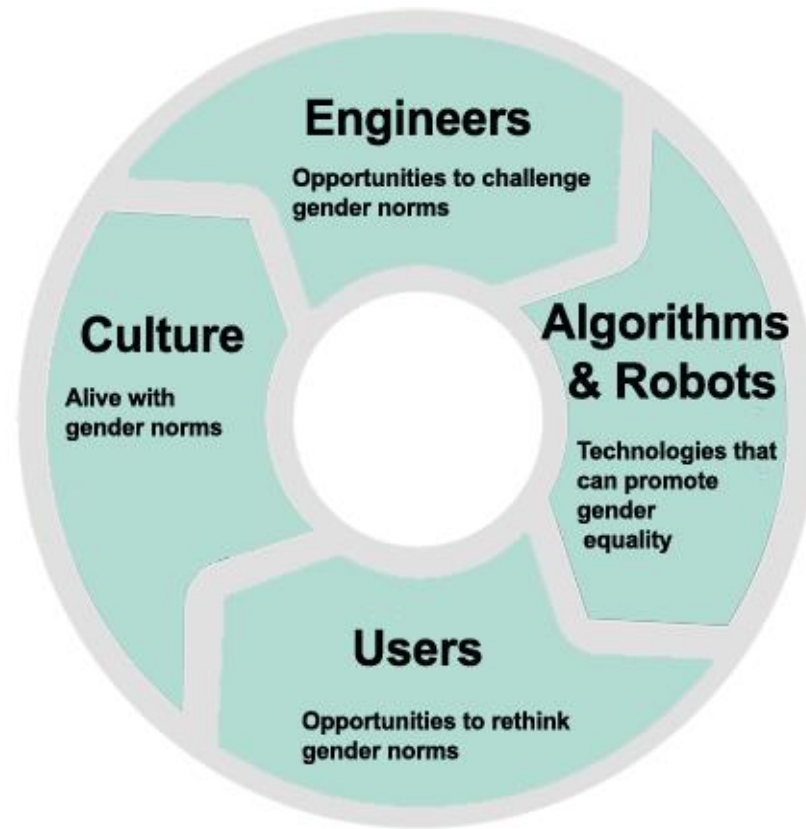 Engineers
Opportunities to challenge
gender norms
Algorithms
& Robots
Technologies that
can promote
gender
equality
Users
Opportunities to rethink
gender norms
Culture
Alive with
gender norms